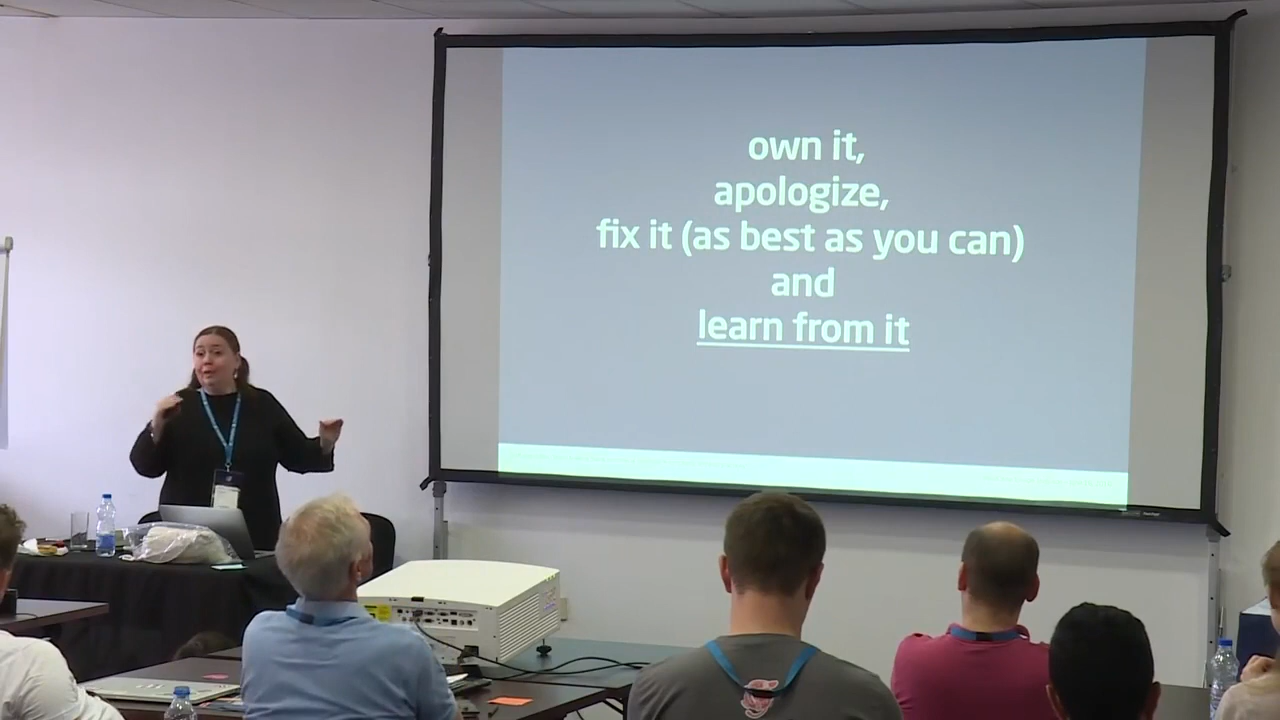 own it,
apologize,
fix it (as best as you can)
and
learn from it